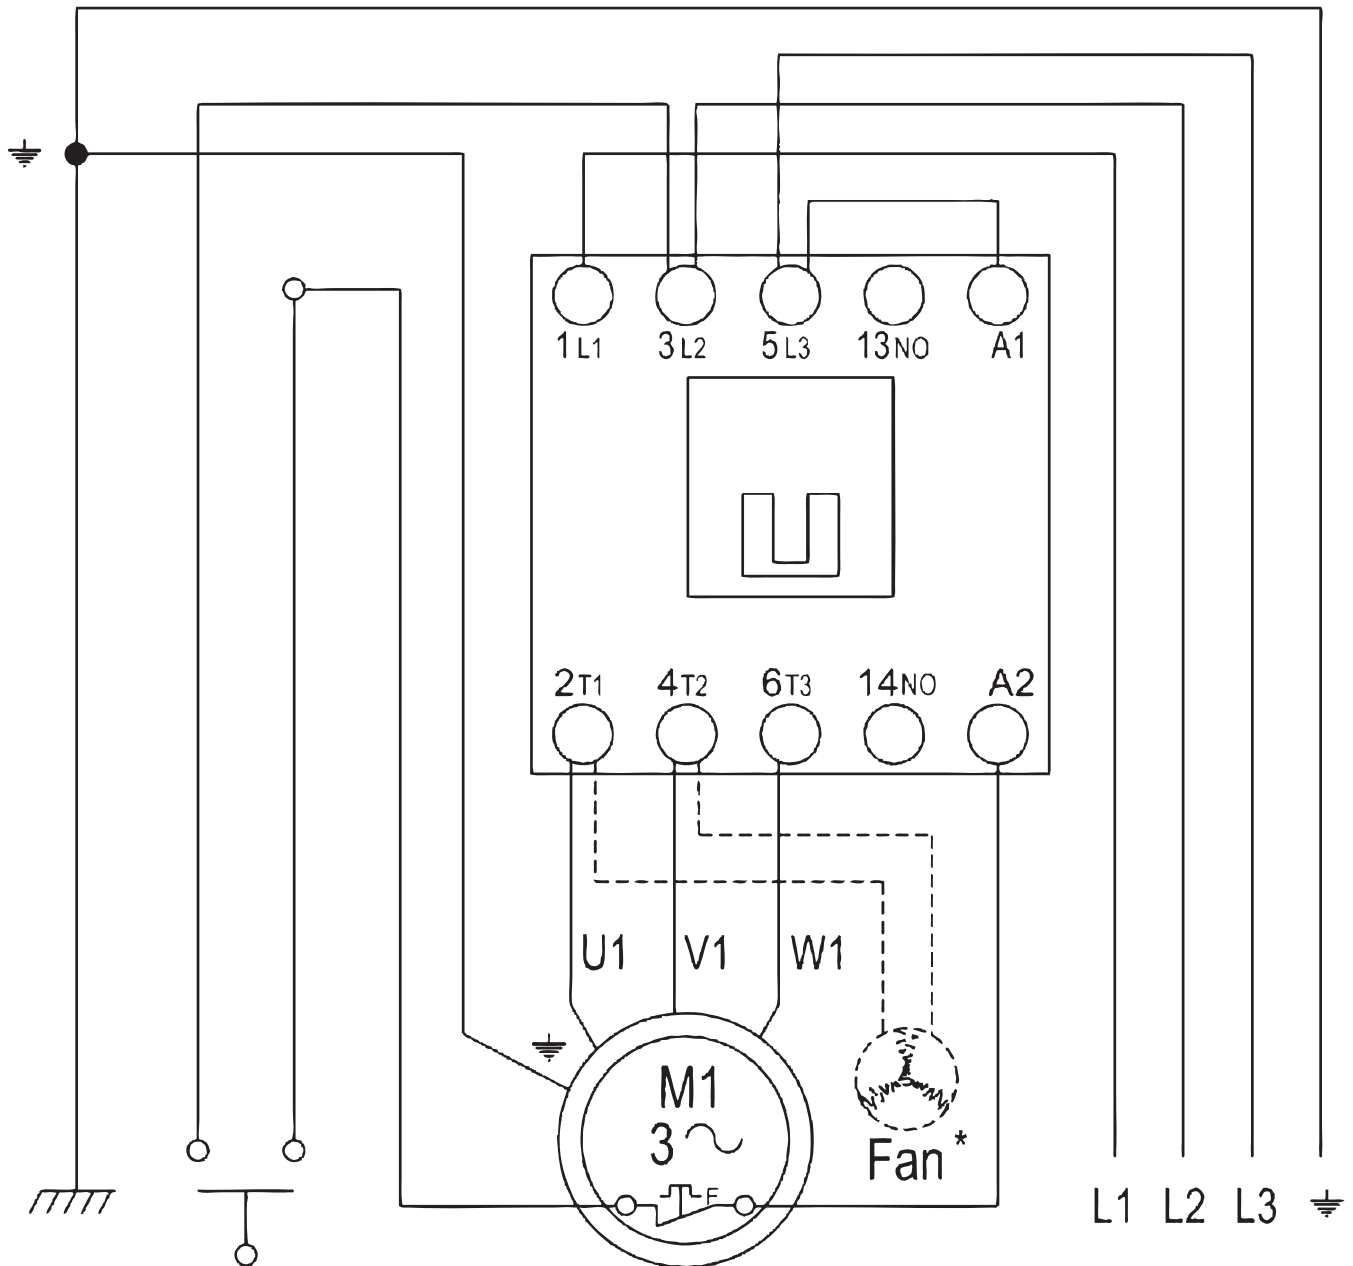 1L1 3L2 5L3 13NO A1
2T1 4T2 6T3 14NO A2
U1 V1 W1
M1
3~
F
Fan*
L1 L2 L3